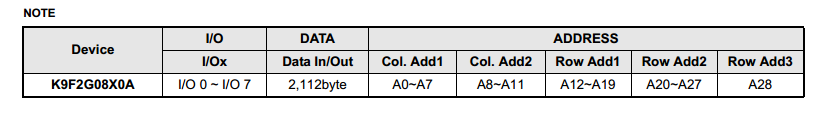 NOTE
Device I/O DATA ADDRESS
I/Ox Data In/Out Col. Add1 Col. Add2 Row Add1 Row Add2 Row Add3
K9F2G08X0A I/O 0 ~ I/O 7 2,112byte A0~A7 A8~A11 A12~A19 A20~A27 A28